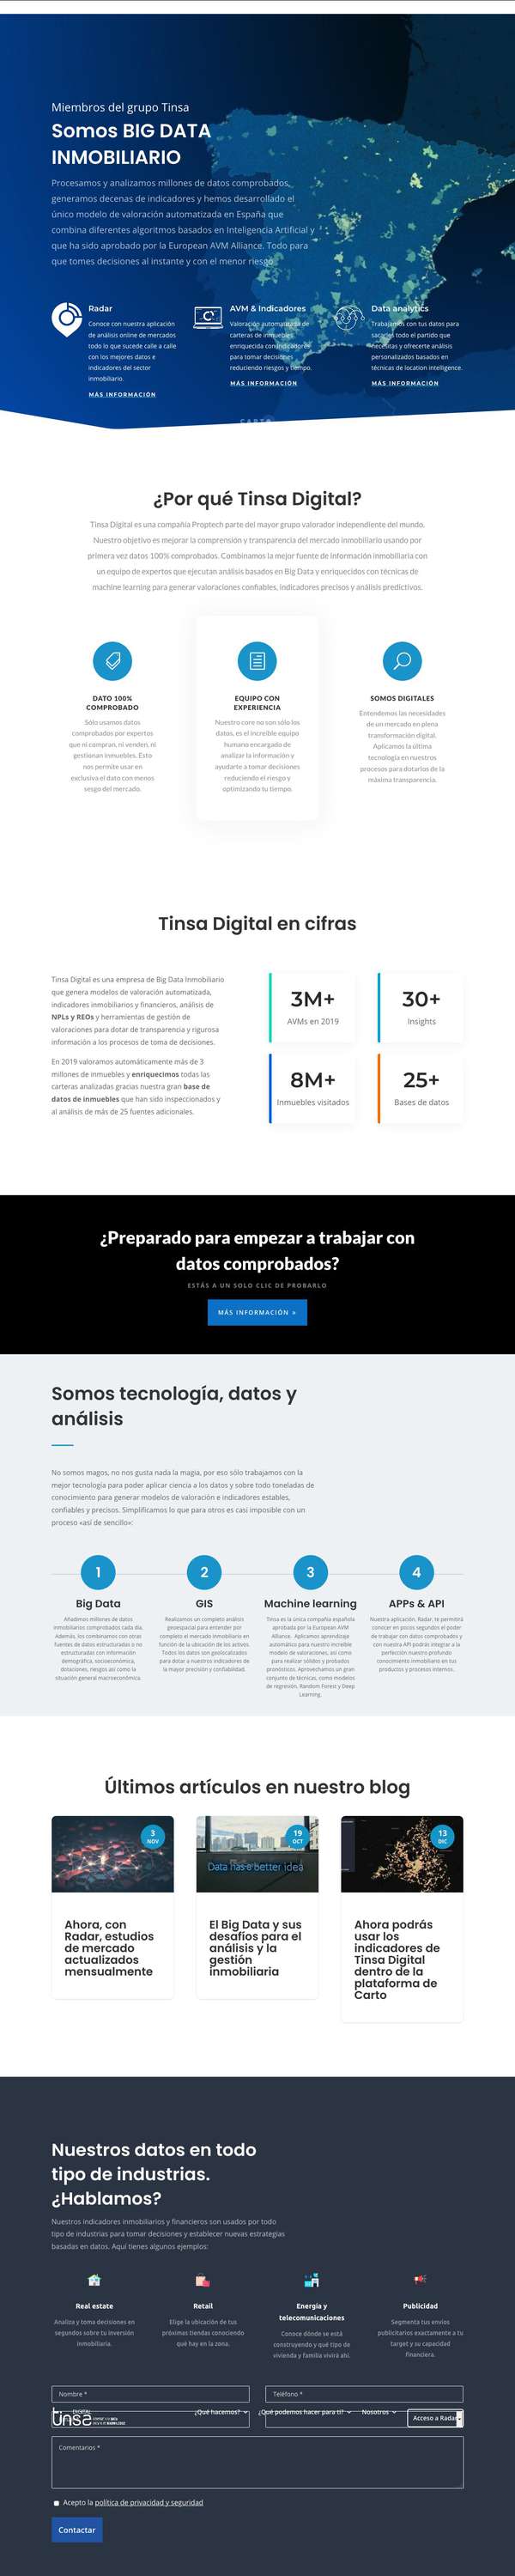 Miembros del grupo Tinsa
Somos BIG DATA
INMOBILIARIO
Procesamos y analizamos millones de datos comprobados,
generamos decenas de indicadores y hemos desarrollado el
único modelo de valoración automatizada en España que
combina diferentes algoritmos basados en Inteligencia Artificial y
que ha sido aprobado por la European AVM Alliance. Todo para
que tomes decisiones al instante y con el menor riesgo.
Radar
Conoce con nuestra aplicación
de análisis online de mercados
todo lo que sucede calle a calle
con los mejores datos e
indicadores del sector
inmobiliario.
MÁS INFORMACIÓN
AVM & Indicadores
Valoración automatizada de
carteras de inmuebles
enriquecida con indicadores
para tomar decisiones
reduciendo riesgos y tiempo.
MÁS INFORMACIÓN
Data analytics
Trabajamos con tus datos para
sacarles todo el partido que
necesitas y ofrecerte análisis
personalizados basados en
técnicas de location intelligence.
MÁS INFORMACIÓN
CARTO
¿Por qué Tinsa Digital?
Tinsa Digital es una compañía Proptech parte del mayor grupo valorador independiente del mundo.
Nuestro objetivo es mejorar la comprensión y transparencia del mercado inmobiliario usando por
primera vez datos 100% comprobados. Combinamos la mejor fuente de información inmobiliaria con
un equipo de expertos que ejecutan análisis basados en Big Data y enriquecidos con técnicas de
machine learning para generar valoraciones confiables, indicadores precisos y análisis predictivos.
DATO 100%
COMPROBADO
Sólo usamos datos
comprobados por expertos
que ni compran, ni venden, ni
gestionan inmuebles. Esto
nos permite usar en
exclusiva el dato con menos
sesgo del mercado.
EQUIPO CON
EXPERIENCIA
Nuestro core no son sólo los
datos, es el increíble equipo
humano encargado de
analizar la información y
ayudarte a tomar decisiones
reduciendo el riesgo y
optimizando tu tiempo.
SOMOS DIGITALES
Entendemos las necesidades
de un mercado en plena
transformación digital.
Aplicamos la última
tecnología en nuestros
procesos para dotarlos de la
máxima transparencia.
Tinsa Digital en cifras
Tinsa Digital es una empresa de Big Data Inmobiliario
que genera modelos de valoración automatizada,
indicadores inmobiliarios y financieros, análisis de
NPLs y REOs y herramientas de gestión de
valoraciones para dotar de transparencia y rigurosa
información a los procesos de toma de decisiones.
En 2019 valoramos automáticamente más de 3
millones de inmuebles y enriquecimos todas las
carteras analizadas gracias nuestra gran base de
datos de inmuebles que han sido inspeccionados y
al análisis de más de 25 fuentes adicionales.
3M+
AVMs en 2019
30+
Insights
8M+
Inmuebles visitados
25+
Bases de datos
¿Preparado para empezar a trabajar con
datos comprobados?
ESTÁS A UN SOLO CLIC DE PROBARLO
MÁS INFORMACIÓN »
Somos tecnología, datos y
análisis
No somos magos, no nos gusta nada la magia, por eso sólo trabajamos con la
mejor tecnología para poder aplicar ciencia a los datos y sobre todo toneladas de
conocimiento para generar modelos de valoración e indicadores estables,
confiables y precisos. Simplificamos lo que para otros es casi imposible con un
proceso «así de sencillo»:
1
Big Data
Añadimos millones de datos
inmobiliarios comprobados cada día.
Además, los combinamos con otras
fuentes de datos estructuradas o no
estructuradas con información
demográfica, socioeconómica,
dotaciones, riesgos así como la
situación general macroeconómica.
2
GIS
Realizamos un completo análisis
geoespacial para entender por
completo el mercado inmobiliario en
función de la ubicación de los activos.
Todos los datos son geolocalizados
para dotar a nuestros indicadores de
la mayor precisión y confiabilidad.
3
Machine learning
Tinsa es la única compañía española
aprobada por la European AVM
Alliance. Aplicamos aprendizaje
automático para nuestro increíble
modelo de valoraciones, así como
para realizar sólidos y probados
pronósticos. Aprovechamos un gran
conjunto de técnicas, como modelos
de regresión, Random Forest y Deep
Learning.
4
APPs & API
Nuestra aplicación, Radar, te permitirá
conocer en pocos segundos el poder
de trabajar con datos comprobados y
con nuestra API podrás integrar a la
perfección nuestro profundo
conocimiento inmobiliario en tus
productos y procesos internos.
Últimos artículos en nuestro blog
3
NOV
Ahora, con
Radar, estudios
de mercado
actualizados
mensualmente
19
OCT
Data has a better idea
El Big Data y sus
desafíos para el
análisis y la
gestión
inmobiliaria
13
DIC
Ahora podrás
usar los
indicadores de
Tinsa Digital
dentro de la
plataforma de
Carto
Nuestros datos en todo
tipo de industrias.
¿Hablamos?
Nuestros indicadores inmobiliarios y financieros son usados por todo
tipo de industrias para tomar decisiones y establecer nuevas estrategias
basadas en datos. Aquí tienes algunos ejemplos:
Real estate
Analiza y toma decisiones en
segundos sobre tu inversión
inmobiliaria.
Retail
Elige la ubicación de tus
próximas tiendas conociendo
qué hay en la zona.
Energía y
telecomunicaciones
Conoce dónde se está
construyendo y qué tipo de
vivienda y familia vivirá ahí.
Publicidad
Segmenta tus envíos
publicitarios exactamente a tu
target y su capacidad
financiera.
Nombre *
Teléfono *
tinsa DIGITAL
¿Qué hacemos?
¿Qué podemos hacer para ti?
Nosotros
Acceso a Radar
Comentarios *
Acepto la política de privacidad y seguridad
Contactar